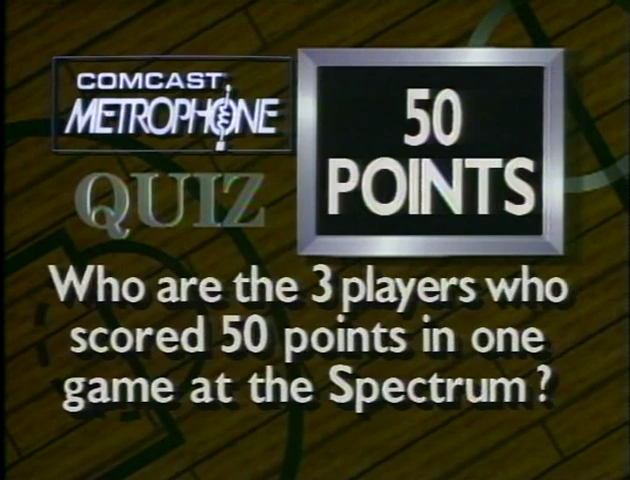 COMCAST
METROPHONE
QUIZ
50
POINTS
Who are the 3 players who
scored 50 points in one
game at the Spectrum?